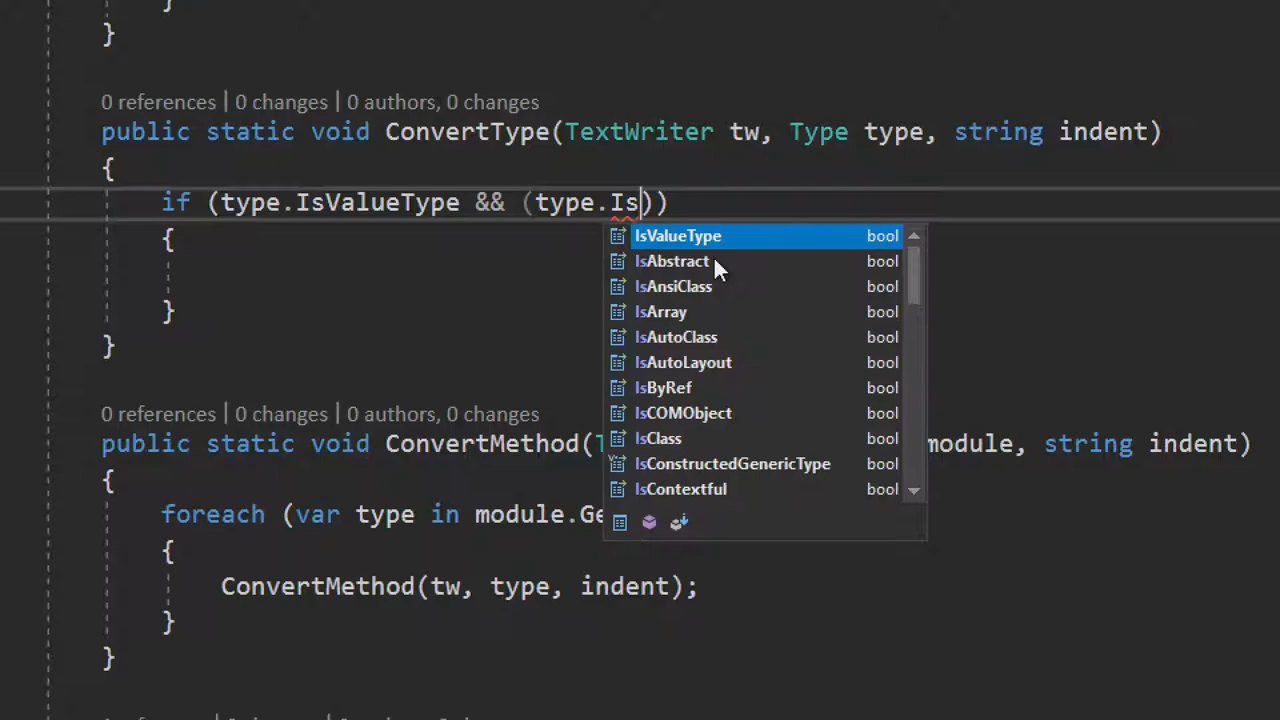 }
}
0 references | 0 changes | 0 authors, 0 changes
public static void ConvertType(TextWriter tw, Type type, string indent)
{
if (type.IsValueType && (type.Is))
{
IsValueType bool
IsAbstract bool
IsAnsiClass bool
IsArray bool
IsAutoClass bool
IsAutoLayout bool
IsByRef bool
IsCOMObject bool
IsClass bool
IsConstructedGenericType bool
IsContextful bool
}
}
0 references | 0 changes | 0 authors, 0 changes
public static void ConvertMethod( module, string indent)
{
foreach (var type in module.Ge
{
ConvertMethod(tw, type, indent);
}
}